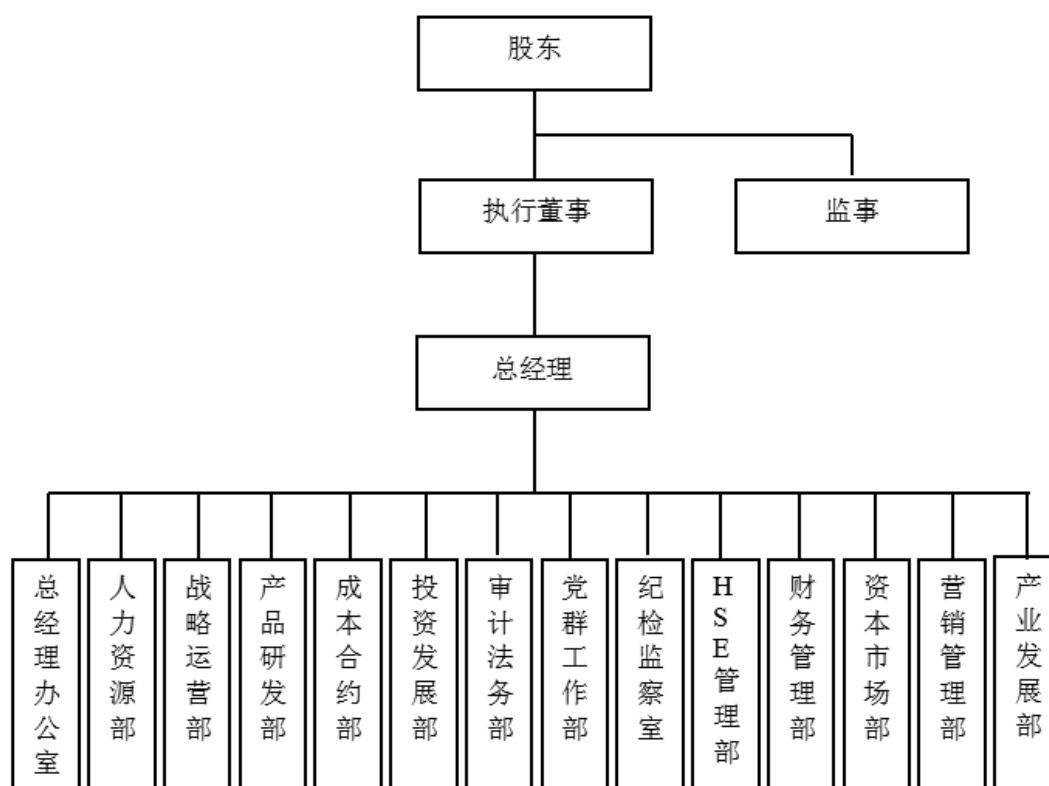 股东
执行董事
监事
总经理
总经理办公室
人力资源部
战略运营部
产品研发部
成本合约部
投资发展部
审计法务部
党群工作部
纪检监察室
HSE管理部
财务管理部
资本市场部
营销管理部
产业发展部